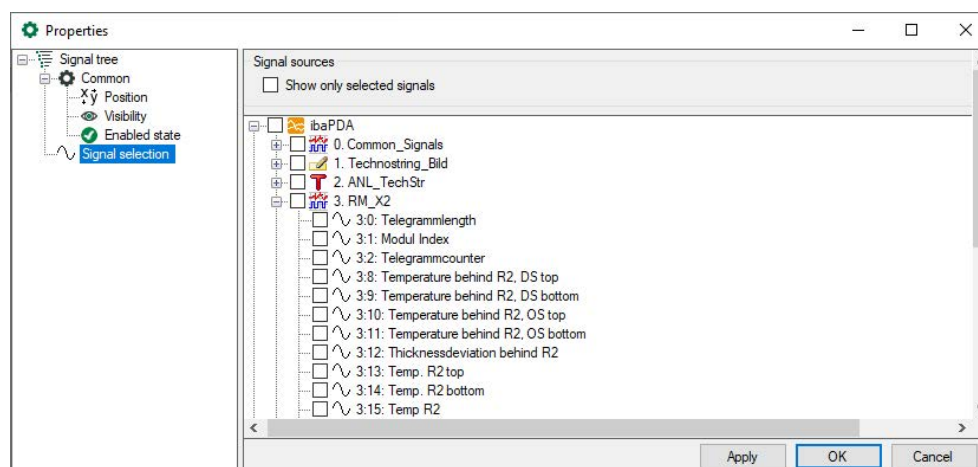 Properties
Signal tree
Common
Position
Visibility
Enabled state
Signal selection
Signal sources
Show only selected signals
ibaPDA
0. Common_Signals
1. Technostring_Bild
2. ANL_TechStr
3. RM_X2
3:0: Telegrammlength
3:1: Modul Index
3:2: Telegrammcounter
3:8: Temperature behind R2, DS top
3:9: Temperature behind R2, DS bottom
3:10: Temperature behind R2, OS top
3:11: Temperature behind R2, OS bottom
3:12: Thicknessdeviation behind R2
3:13: Temp. R2 top
3:14: Temp. R2 bottom
3:15: Temp R2
Apply
OK
Cancel